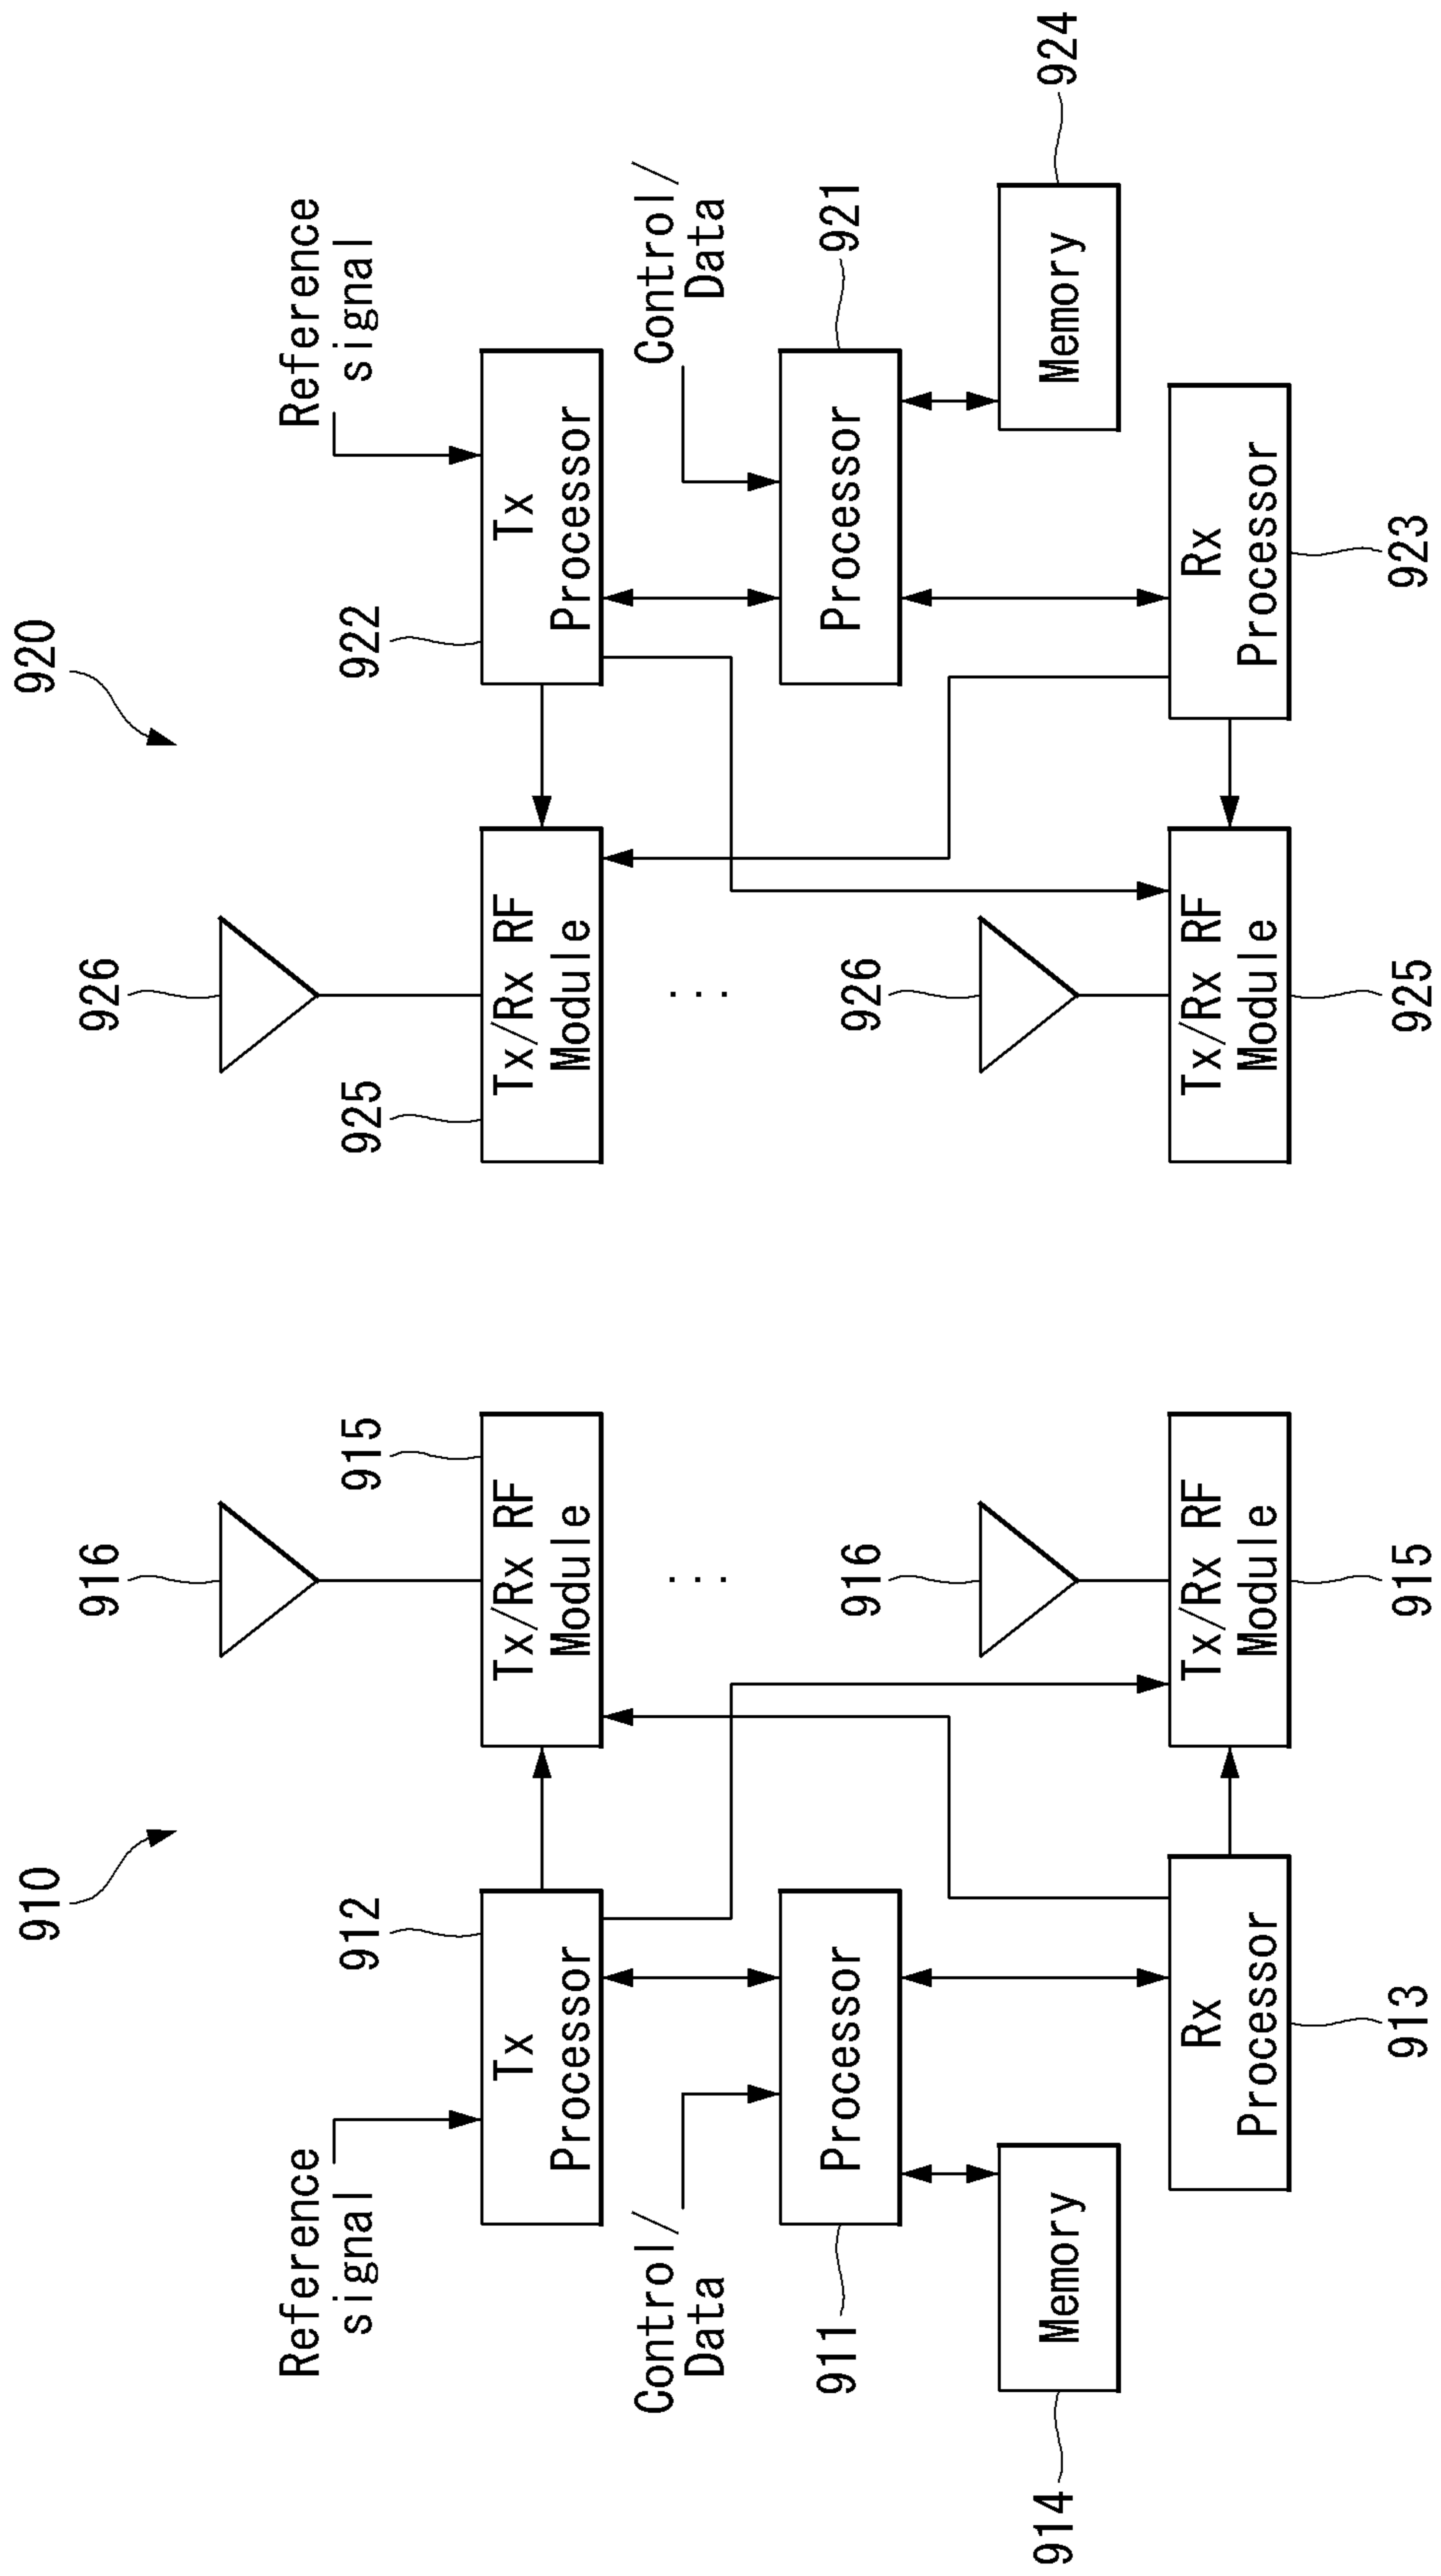 910
920
916
926
Reference
signal
912
915
925
922
Reference
signal
Tx
Processor
Tx/Rx RF
Module
Tx/Rx RF
Module
Tx
Processor
Control/
Data
...
...
Control/
Data
911
Processor
916
926
Processor
921
914
Memory
Memory
924
Rx
Processor
Tx/Rx RF
Module
Tx/Rx RF
Module
Rx
Processor
913
915
925
923